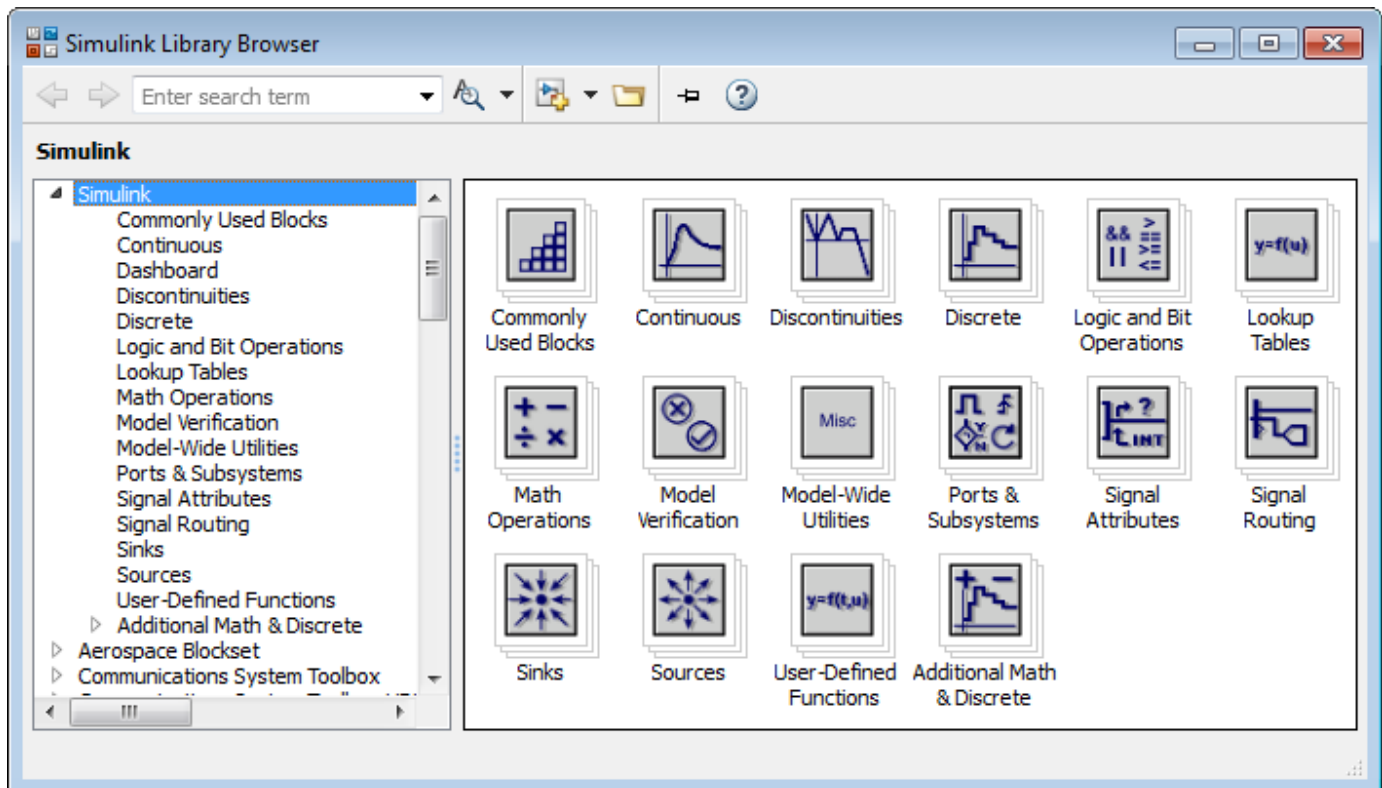 Simulink Library Browser
Enter search term
Simulink
Simulink
Commonly Used Blocks
Continuous
Dashboard
Discontinuities
Discrete
Logic and Bit Operations
Lookup Tables
Math Operations
Model Verification
Model-Wide Utilities
Ports & Subsystems
Signal Attributes
Signal Routing
Sinks
Sources
User-Defined Functions
Additional Math & Discrete
Aerospace Blockset
Communications System Toolbox
&& >
== 
|| >=
<=
y=f(u)
Commonly
Used Blocks
Continuous
Discontinuities
Discrete
Logic and Bit
Operations
Lookup
Tables
+ −
÷ ×
Misc
Y
N
?
INT
Math
Operations
Model
Verification
Model-Wide
Utilities
Ports &
Subsystems
Signal
Attributes
Signal
Routing
y=f(t,u)
+ −
Sinks
Sources
User-Defined
Functions
Additional Math
& Discrete